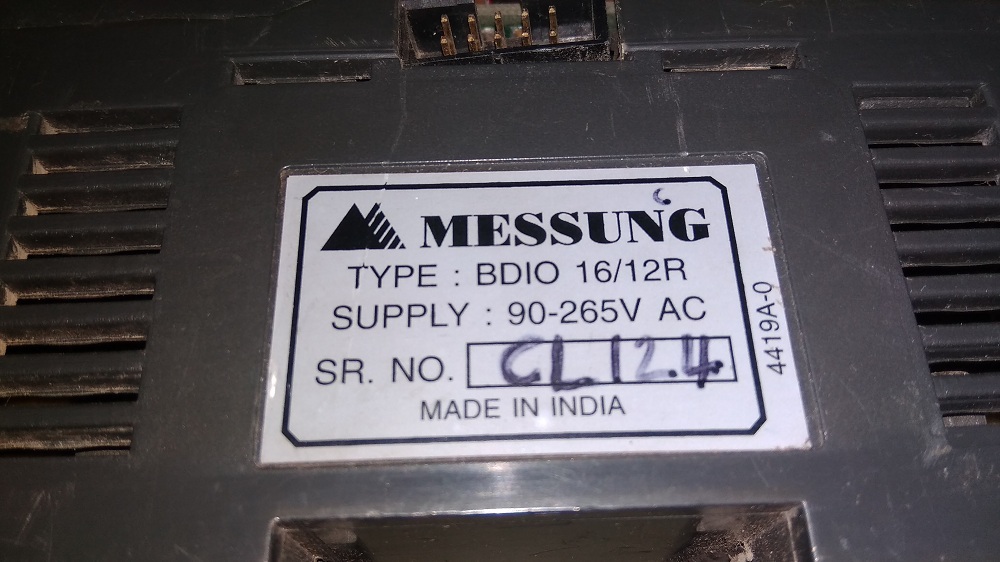 MESSUNG
TYPE : BDIO 16/12R
SUPPLY : 90-265V AC
SR. NO. CL12.4
MADE IN INDIA
4419A-0